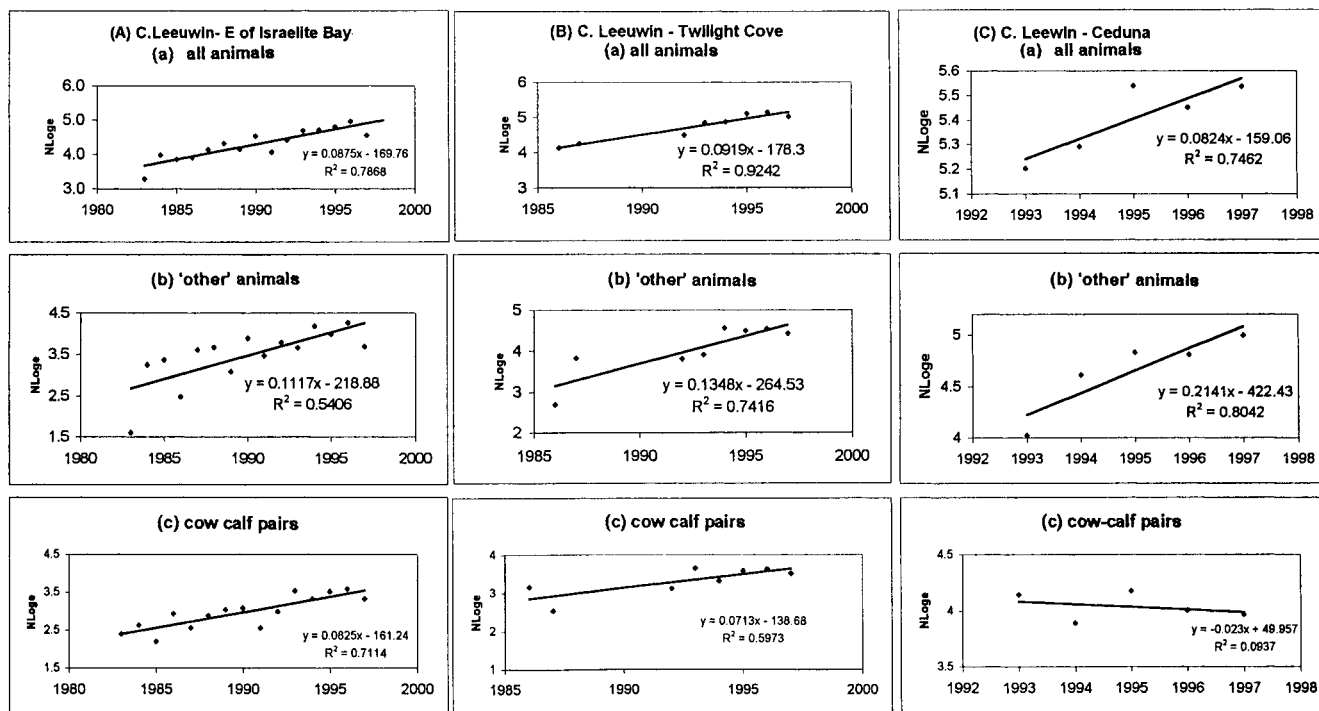 (A) C.Leeuwin- E of Israelite Bay
(a) all animals
NLoge
6.0
5.0
4.0
3.0
y = 0.0875x - 169.76
R² = 0.7868
1980 1985 1990 1995 2000
(B) C. Leeuwin - Twilight Cove
(a) all animals
NLoge
6
5
4
3
y = 0.0919x - 178.3
R² = 0.9242
1985 1990 1995 2000
(C) C. Leewin - Ceduna
(a) all animals
NLoge
5.6
5.5
5.4
5.3
5.2
5.1
y = 0.0824x - 159.06
R² = 0.7462
1992 1993 1994 1995 1996 1997 1998
(b) 'other' animals
NLoge
4.5
3.5
2.5
1.5
y = 0.1117x - 218.88
R² = 0.5406
1980 1985 1990 1995 2000
(b) 'other' animals
NLoge
5
4
3
2
y = 0.1348x - 264.53
R² = 0.7416
1985 1990 1995 2000
(b) 'other' animals
NLoge
5
4.5
4
y = 0.2141x - 422.43
R² = 0.8042
1992 1993 1994 1995 1996 1997 1998
(c) cow calf pairs
NLoge
4.5
3.5
2.5
1.5
y = 0.0825x - 161.24
R² = 0.7114
1980 1985 1990 1995 2000
(c) cow calf pairs
NLoge
4
3
2
1
y = 0.0713x - 138.68
R² = 0.5973
1985 1990 1995 2000
(c) cow-calf pairs
NLoge
4.5
4
3.5
y = -0.023x + 49.957
R² = 0.0937
1992 1993 1994 1995 1996 1997 1998